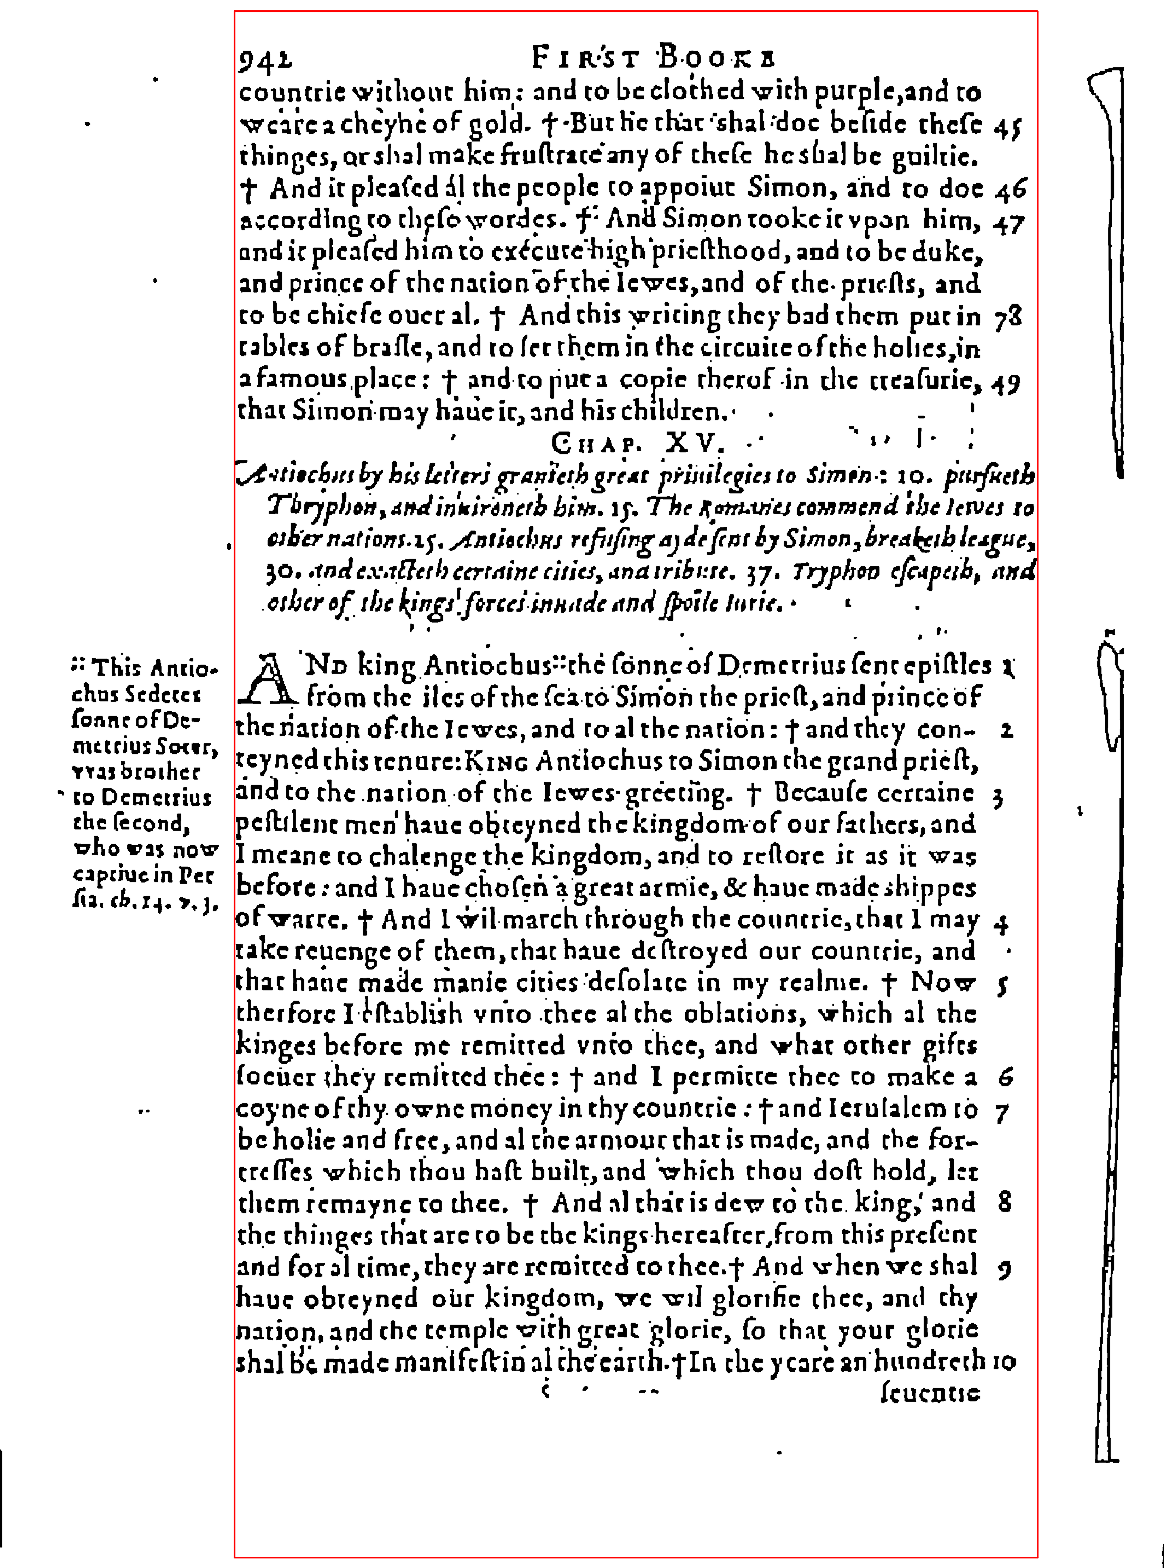 942 FIRST BOOKE
countrie without him: and to be clothed with purple, and to
weare a cheyne of gold. † But he that shal doe beside these 45
thinges, or shal make frustrate any of these he shal be guiltie.
† And it pleased al the people to appoint Simon, and to doe 46
according to these wordes. † And Simon tooke it vpon him, 47
and it pleased him to execute high priesthood, and to be duke,
and prince of the nation of the Iewes, and of the priests, and
to be chiefe ouer al. † And this writing they bad them put in 78
tables of brasse, and to set them in the circuite of the holies, in
a famous place: † and to put a copie therof in the treasurie, 49
that Simon may haue it, and his children.
CHAP. XV.
Antiochus by his letters granteth great priuilegies to Simon: 10. pursueth
Thryphon, and inuironeth him. 15. The Romanes commend the Iewes to
other nations. 25. Antiochus refusing ayde sent by Simon, breaketh league,
30. and exacteth certaine cities, and tribute. 37. Tryphon escapeth, and
other of the kings forces inuade and spoile Iurie.
AND king Antiochus :: the sonne of Demetrius sent epistles 1
from the iles of the sea to Simon the priest, and prince of
the nation of the Iewes, and to al the nation: † and they con- 2
teyned this tenure: KING Antiochus to Simon the grand priest,
and to the nation of the Iewes greeting. † Because certaine 3
pestilent men haue obteyned the kingdom of our fathers, and
I meane to chalenge the kingdom, and to restore it as it was
before: and I haue chosen a great armie, & haue made shippes
of warre. † And I wil march through the countrie, that I may 4
take reuenge of them, that haue destroyed our countrie, and
that haue made manie cities desolate in my realme. † Now 5
therfore I establish vnto thee al the oblations, which al the
kinges before me remitted vnto thee, and what other gifts
soeuer they remitted thee: † and I permitte thee to make a 6
coyne of thy owne money in thy countrie: † and Ierusalem to 7
be holie and free, and al the armour that is made, and the for-
tresses which thou hast built, and which thou dost hold, let
them remayne to thee. † And al that is dew to the king, and 8
the thinges that are to be the kings hereafter, from this present
and for al time, they are remitted to thee. † And when we shal 9
haue obteyned our kingdom, we wil glorifie thee, and thy
nation, and the temple with great glorie, so that your glorie
shal be made manifest in al the earth. † In the yeare an hundreth 10
seuentie
:: This Antio-
chus Sedetes
sonne of De-
metrius Soter,
was brother
to Demetrius
the second,
who was now
captiue in Per
sia. ch. 14. v. 3.